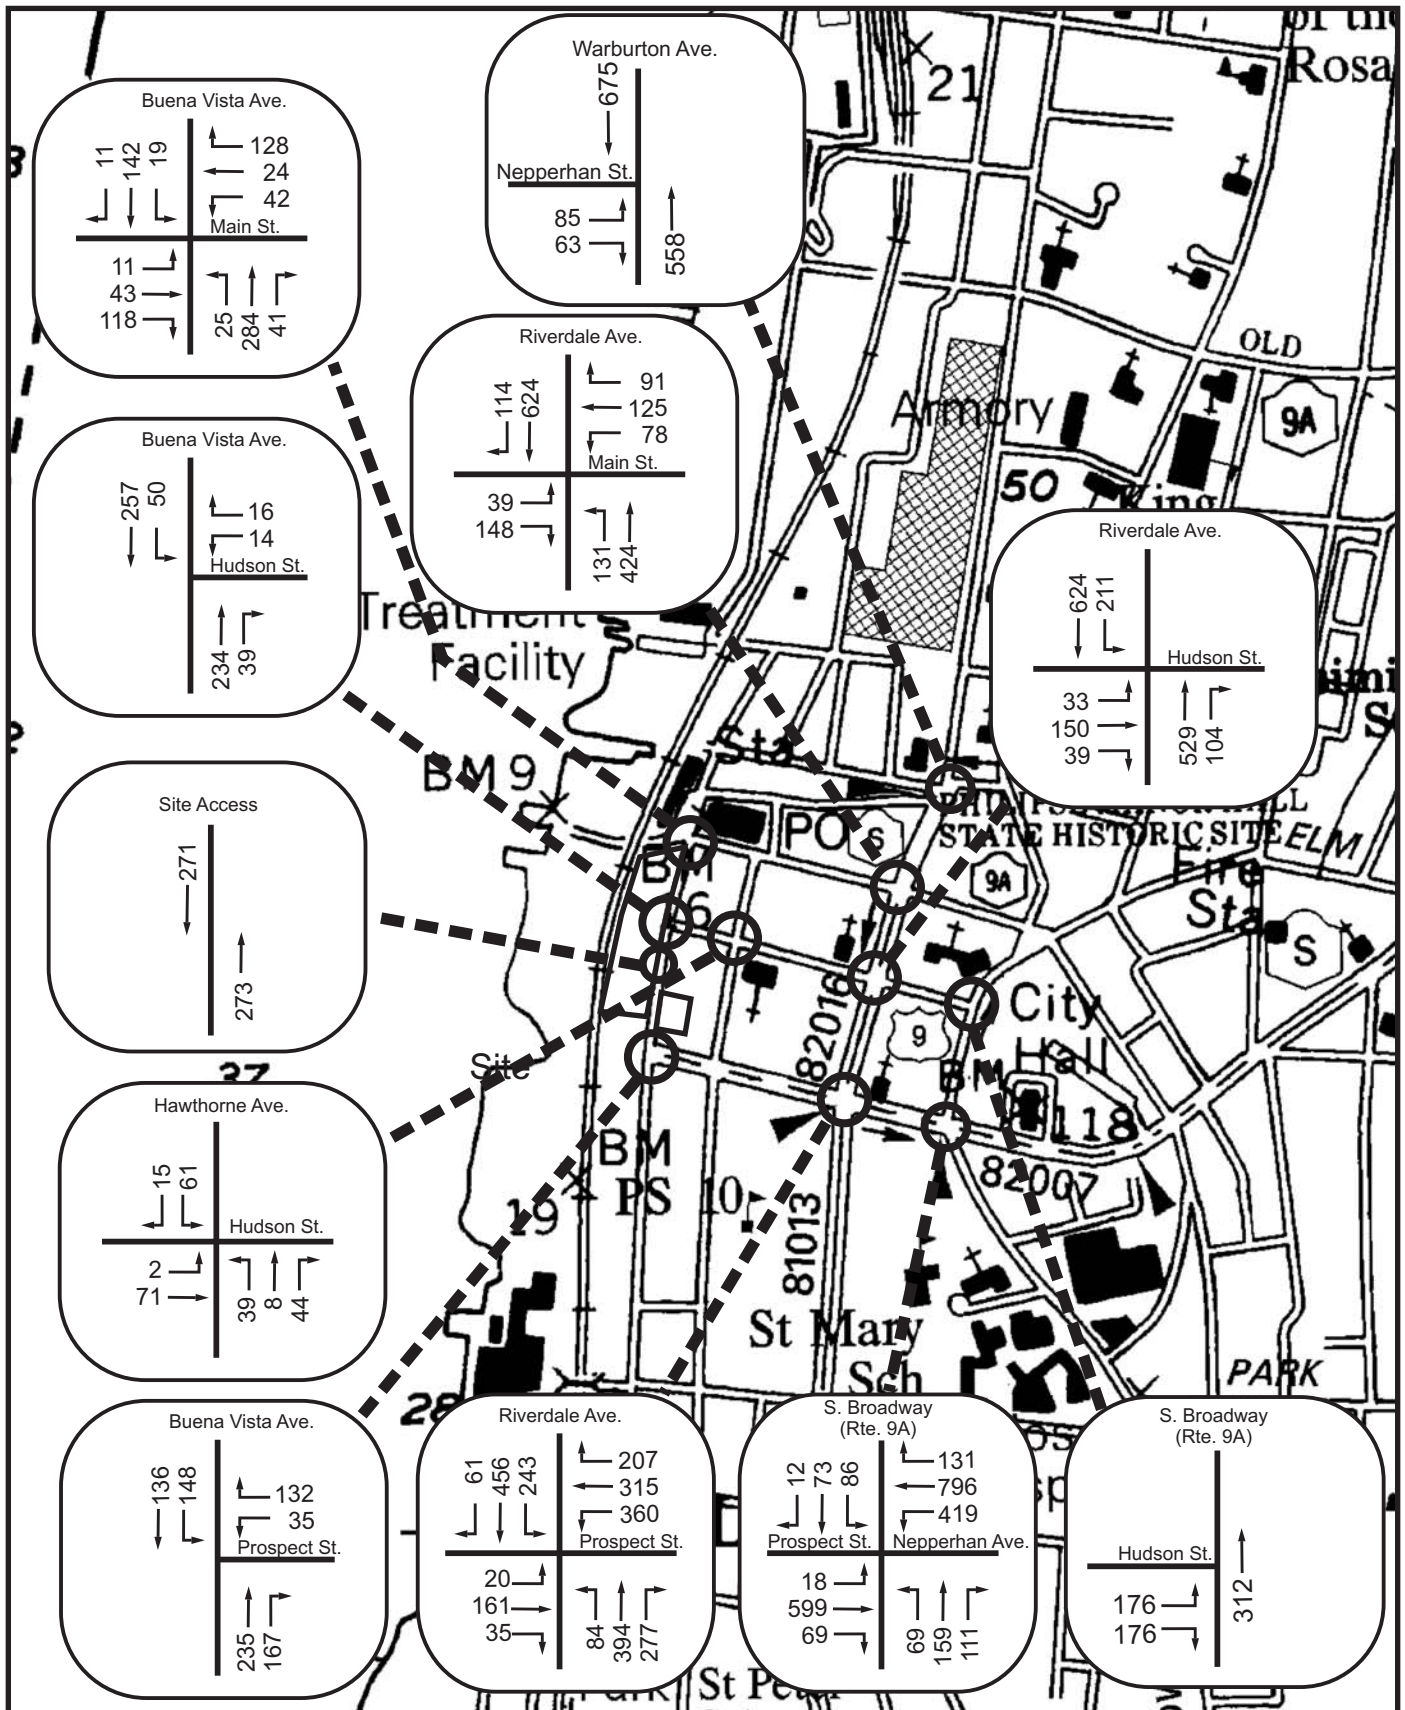 of the
Rosa
21
Warburton Ave.
675
Nepperhan St.
85
63
558
Buena Vista Ave.
11
142
19
128
24
42
Main St.
11
43
118
25
284
41
Riverdale Ave.
114
624
91
125
78
Main St.
39
148
131
424
OLD
9A
Armory
50
King
Buena Vista Ave.
257
50
16
14
Hudson St.
234
39
Riverdale Ave.
624
211
Hudson St.
33
150
39
529
104
Treatment
Facility
Sta
BM 9
PO
S
STATE HISTORIC SITE
ELM
9A
Fire
Sta
S
Site Access
271
273
BM
6
82016
9
City
Hall
BM
118
82007
Site
37
Hawthorne Ave.
15
61
Hudson St.
2
71
39
8
44
BM
19
PS 10
81013
St Mary
Sch
PARK
28
Buena Vista Ave.
136
148
132
35
Prospect St.
235
167
Riverdale Ave.
61
456
243
207
315
360
Prospect St.
20
161
35
84
394
277
S. Broadway
(Rte. 9A)
12
73
86
131
796
419
Prospect St.
Nepperhan Ave.
18
599
69
69
159
111
S. Broadway
(Rte. 9A)
Hudson St.
176
176
312
St Peter